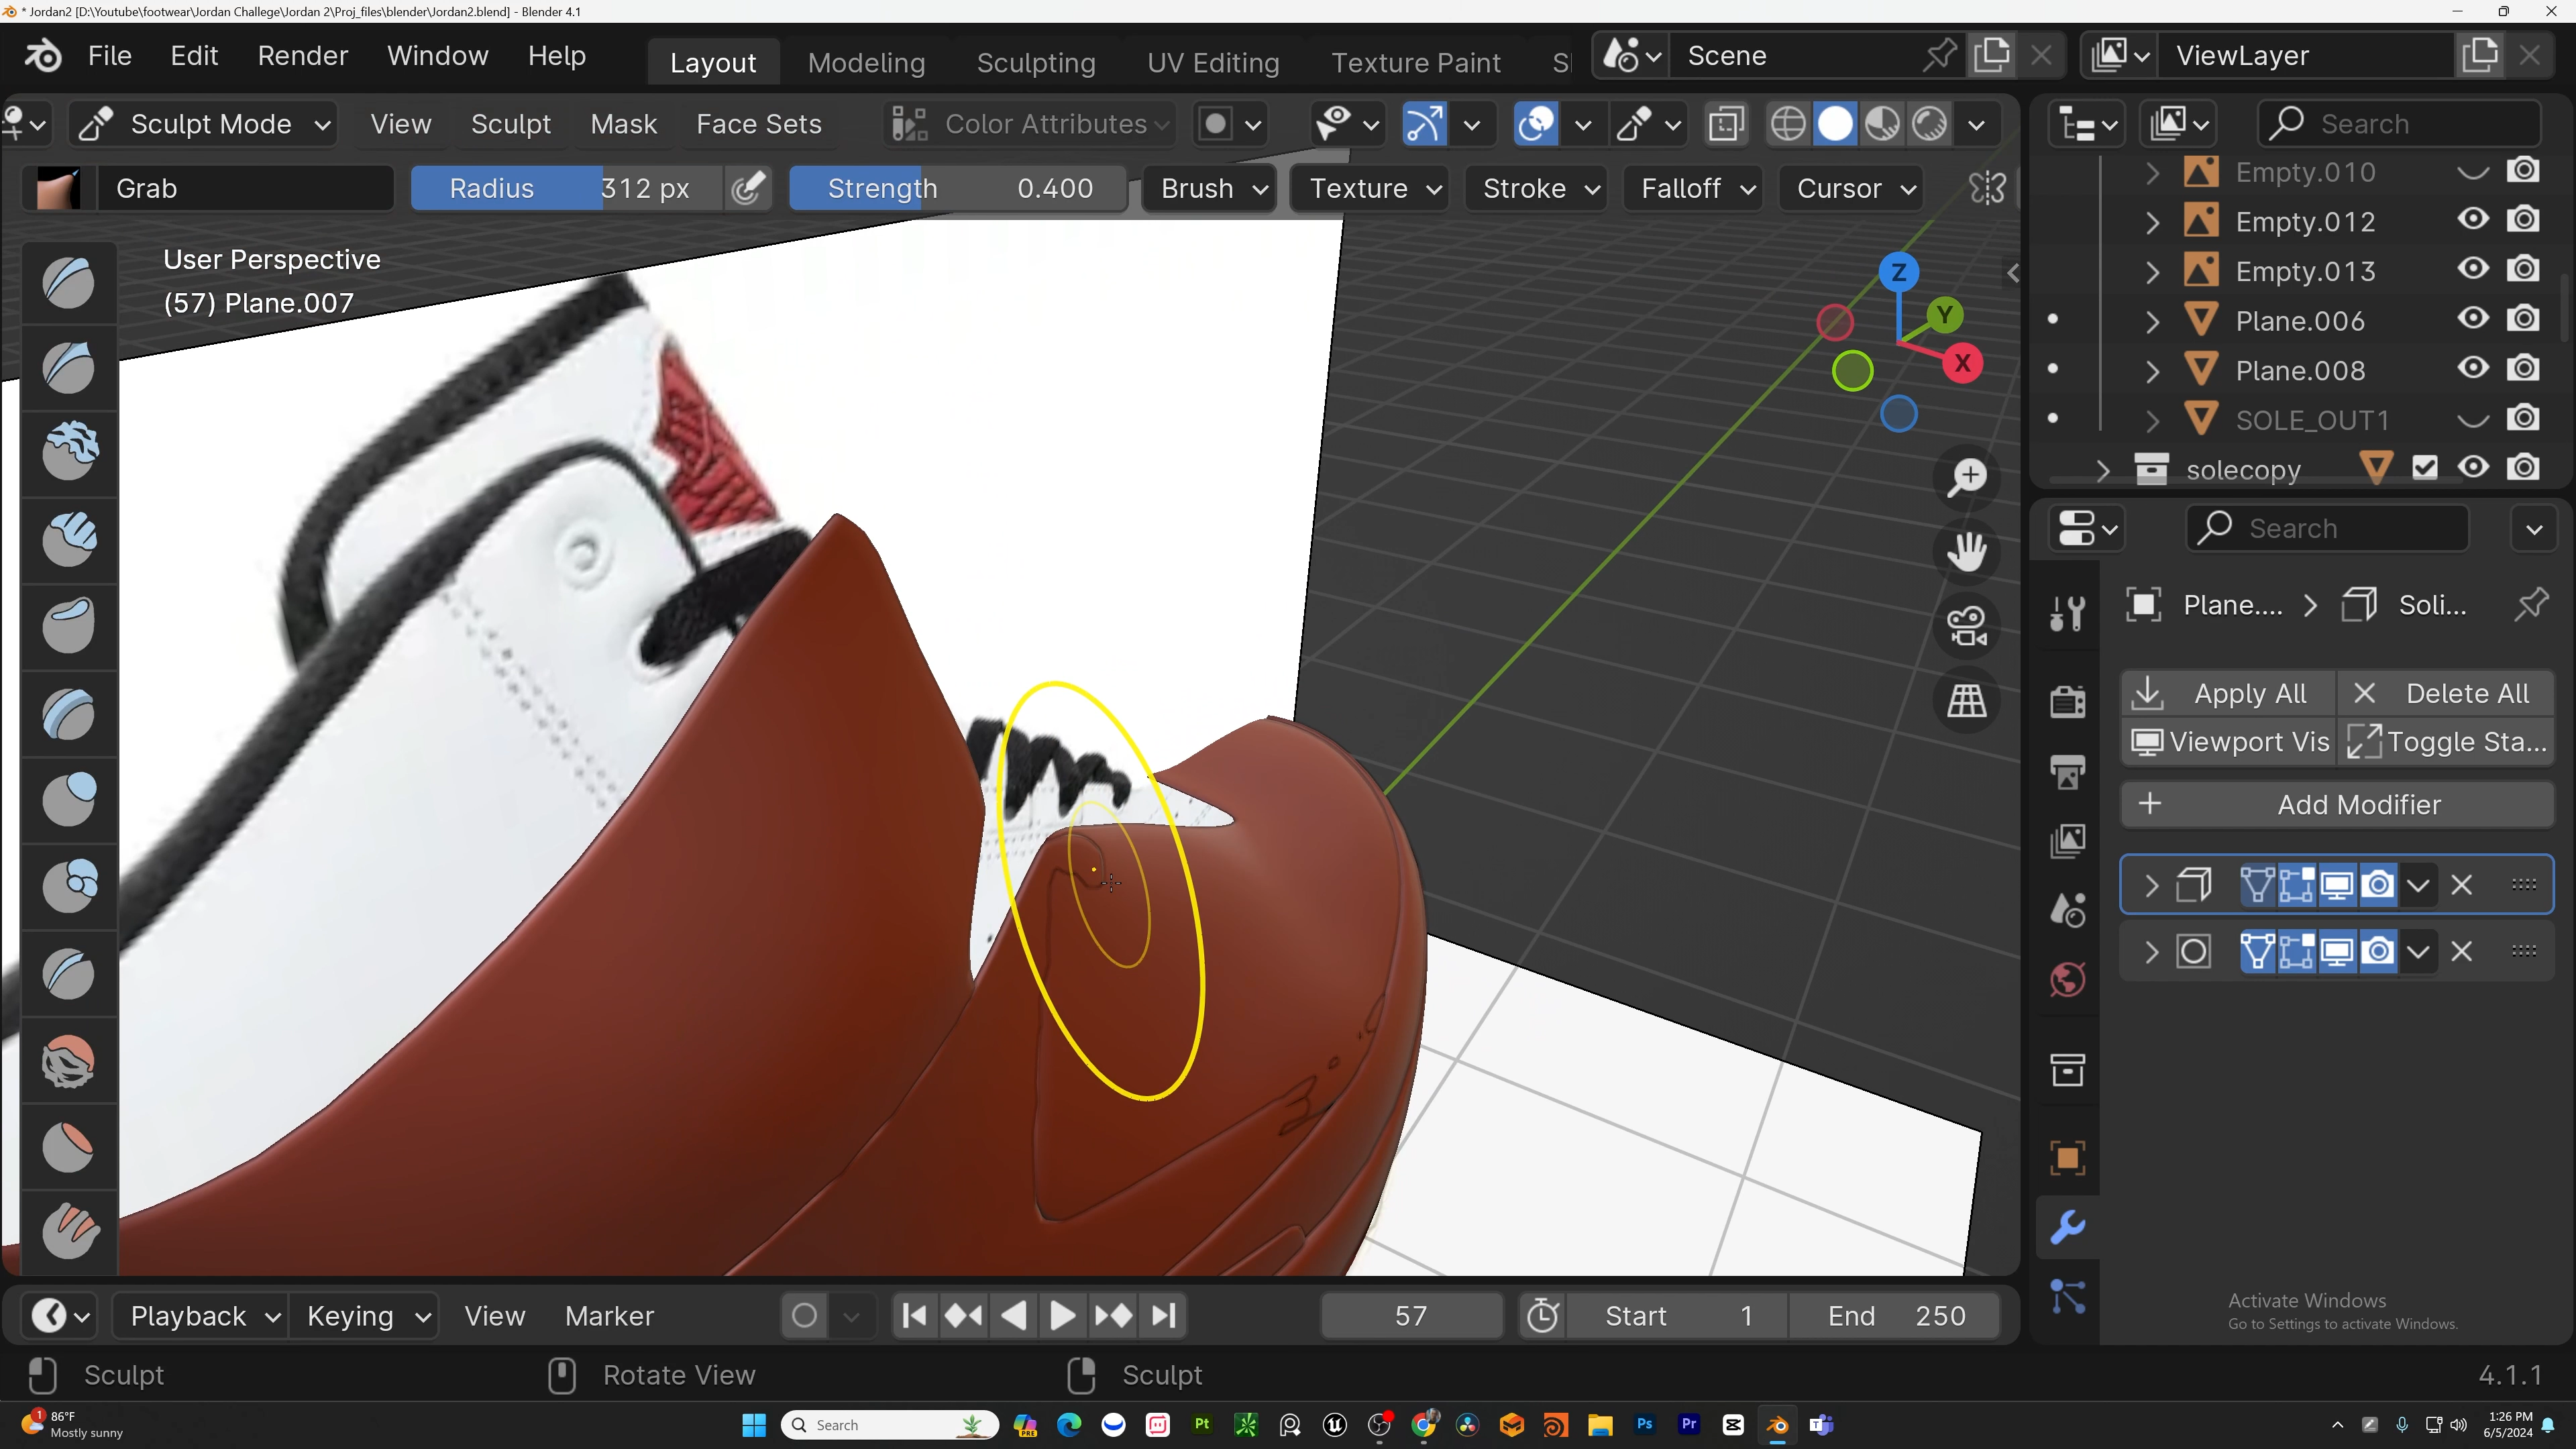 * Jordan2 [D:\Youtube\footwear\Jordan Challege\Jordan 2\Proj_files\blender\Jordan2.blend] - Blender 4.1
File Edit Render Window Help Layout Modeling Sculpting UV Editing Texture Paint Scene ViewLayer
Sculpt Mode View Sculpt Mask Face Sets Color Attributes Search
Grab Radius 312 px Strength 0.400 Brush Texture Stroke Falloff Cursor
User Perspective
(57) Plane.007
Z
Y
X
Empty.010
Empty.012
Empty.013
Plane.006
Plane.008
SOLE_OUT1
solecopy
Search
Plane.... Soli...
Apply All Delete All
Viewport Vis Toggle Sta...
Add Modifier
Activate Windows
Go to Settings to activate Windows.
Playback Keying View Marker 57 Start 1 End 250
Sculpt Rotate View Sculpt 4.1.1
1
86°F
Mostly sunny
Search
PRE
Pt
Ps
Pr
1:26 PM
6/5/2024